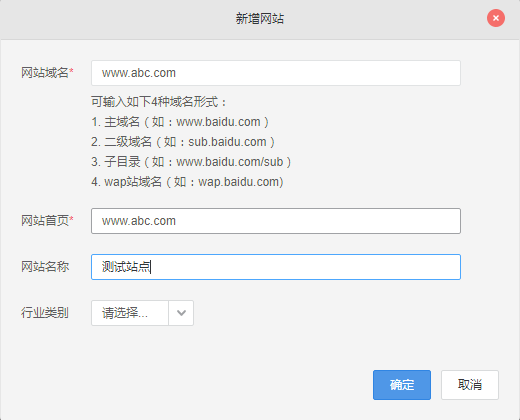 新增网站
网站域名* www.abc.com
可输入如下4种域名形式：
1. 主域名（如：www.baidu.com ）
2. 二级域名（如：sub.baidu.com ）
3. 子目录（如：www.baidu.com/sub ）
4. wap站域名（如：wap.baidu.com)
网站首页* www.abc.com
网站名称 测试站点
行业类别 请选择...
确定 取消